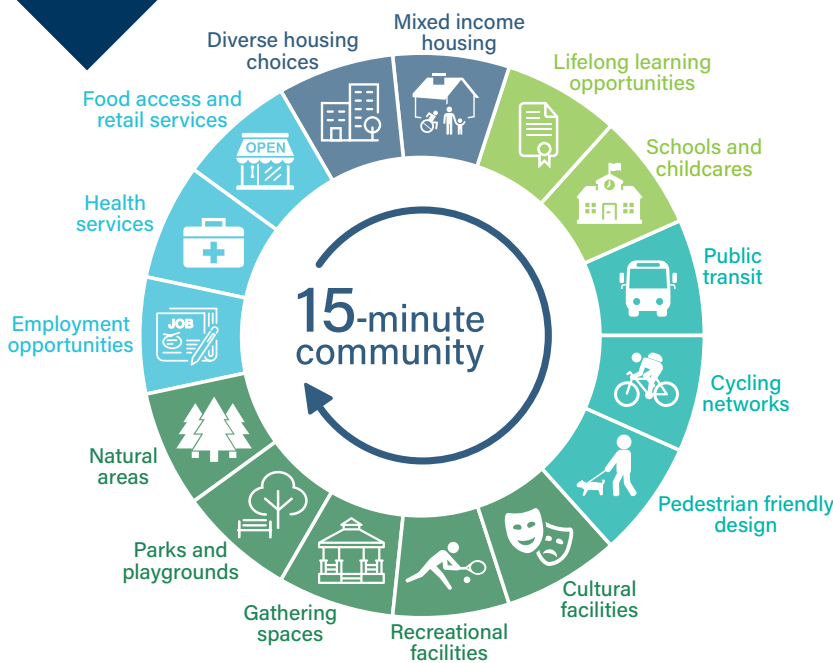 Mixed income
housing
Lifelong learning
opportunities
Schools and
childcares
Public
transit
Cycling
networks
Pedestrian friendly
design
Cultural
facilities
Recreational
facilities
Gathering
spaces
Parks and
playgrounds
Natural
areas
Employment
opportunities
Health
services
Food access and
retail services
Diverse housing
choices
OPEN
JOB
15-minute
community